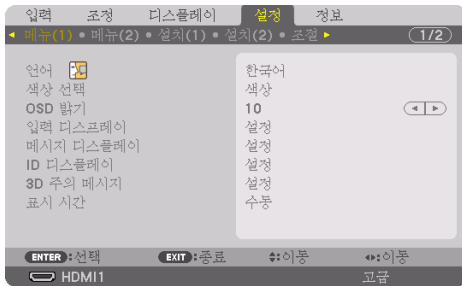 입력 조정 디스플레이 설정 정보
◂ 메뉴(1) • 메뉴(2) • 설치(1) • 설치(2) • 조절 ▸ 1/2
언어 한국어
색상 선택 색상
OSD 밝기 10
입력 디스프레이 설정
메시지 디스플레이 설정
ID 디스플레이 설정
3D 주의 메시지 설정
표시 시간 수동
ENTER:선택 EXIT:종료 :이동 :이동
HDMI1 고급